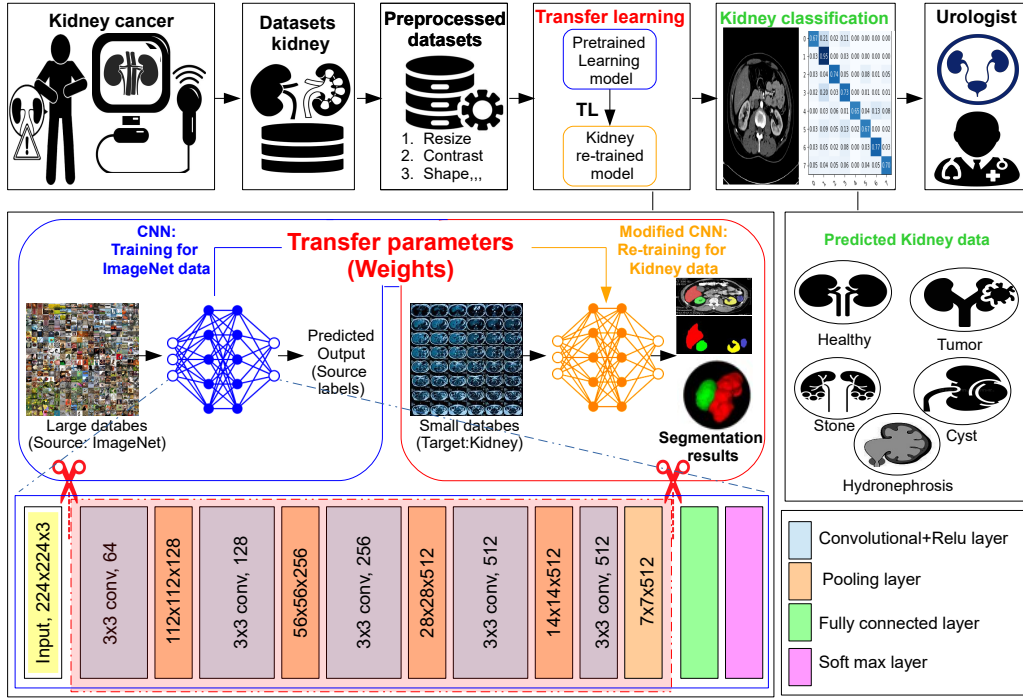 Kidney cancer
Datasets
kidney
Preprocessed
datasets
1. Resize
2. Contrast
3. Shape,,,
Transfer learning
Pretrained
Learning
model
TL
Kidney
re-trained
model
Kidney classification
Urologist
CNN:
Training for
ImageNet data
Transfer parameters
(Weights)
Modified CNN:
Re-training for
Kidney data
Predicted
Output
(Source
labels)
Large databes
(Source: ImageNet)
Small databes
(Target:Kidney)
Segmentation
results
Predicted Kidney data
Healthy
Tumor
Stone
Cyst
Hydronephrosis
Input, 224x224x3
3x3 conv, 64
112x112x128
3x3 conv, 128
56x56x256
3x3 conv, 256
28x28x512
3x3 conv, 512
14x14x512
3x3 conv, 512
7x7x512
Convolutional+Relu layer
Pooling layer
Fully connected layer
Soft max layer